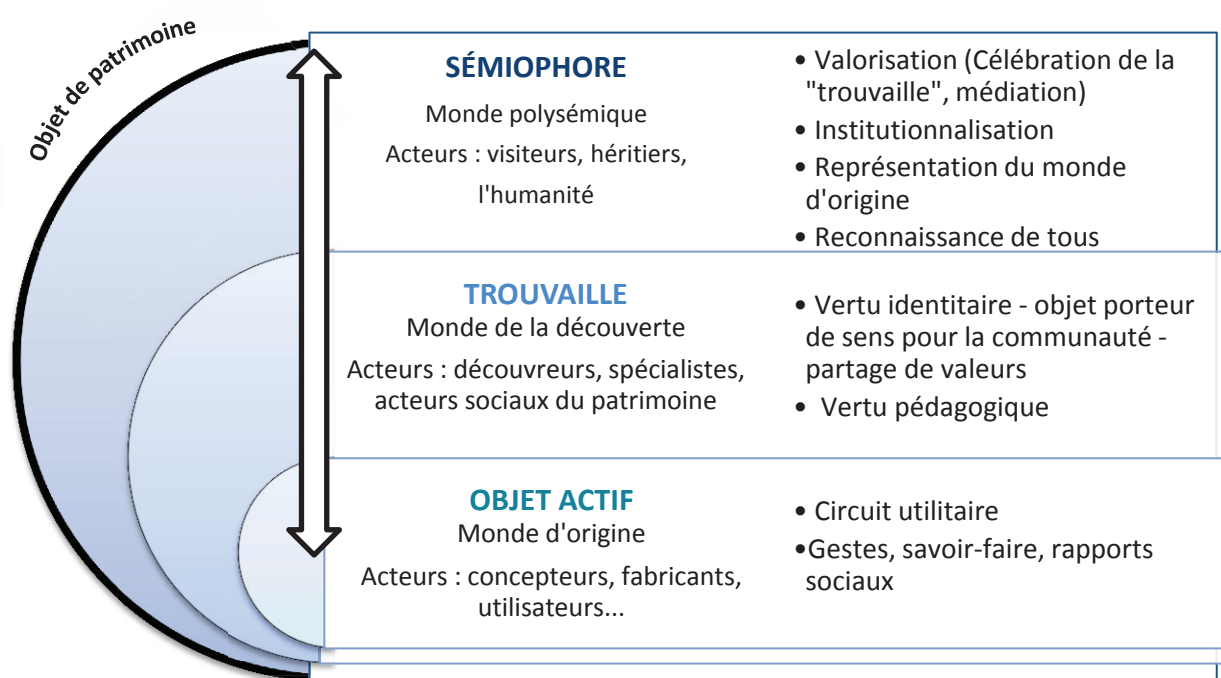 Objet de patrimoine
SÉMIOPHORE
Monde polysémique
Acteurs : visiteurs, héritiers,
l'humanité
• Valorisation (Célébration de la
"trouvaille", médiation)
• Institutionnalisation
• Représentation du monde
d'origine
• Reconnaissance de tous
TROUVAILLE
Monde de la découverte
Acteurs : découvreurs, spécialistes,
acteurs sociaux du patrimoine
• Vertu identitaire - objet porteur
de sens pour la communauté -
partage de valeurs
• Vertu pédagogique
OBJET ACTIF
Monde d'origine
Acteurs : concepteurs, fabricants,
utilisateurs...
• Circuit utilitaire
•Gestes, savoir-faire, rapports
sociaux